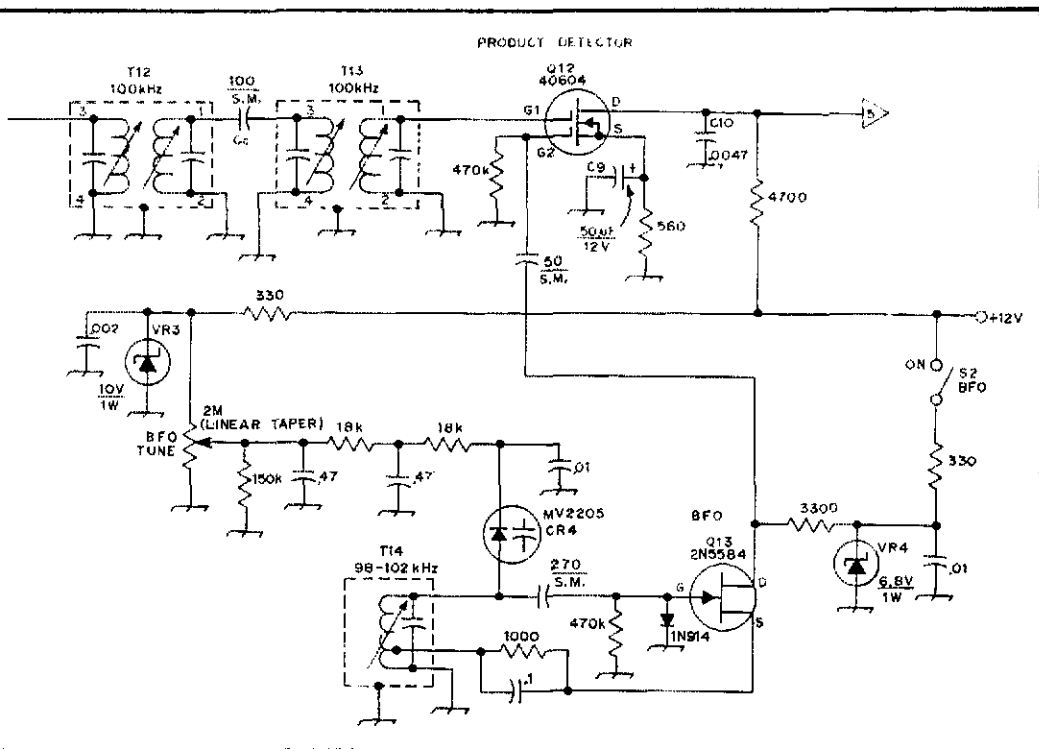 PRODUCT DETECTOR
T12
100kHz
100
S.M.
Cc
T13
100kHz
Q12
40604
3
1
4
2
3
1
4
2
G1
G2
D
S
470k
C9
+
50uF
12V
560
C10
.0047
4700
5
50
S.M.
330
+12V
.002
VR3
10V
1W
ON
S2
BFO
330
2M
(LINEAR TAPER)
BFO
TUNE
18k
18k
150k
.47
.47
.01
MV2205
CR4
BFO
Q13
2N5584
3300
VR4
6.8V
1W
.01
T14
98-102 kHz
270
S.M.
G
D
S
470k
1N914
1000
.1